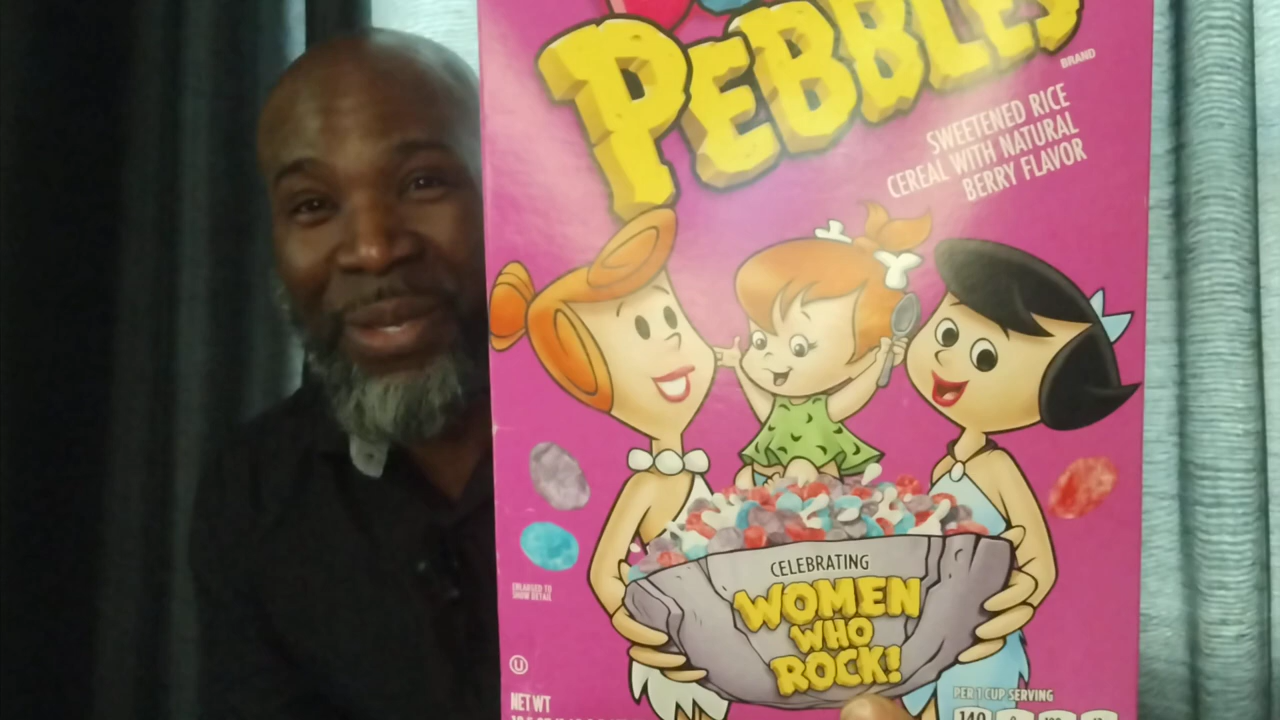 PEBBLES
BRAND
SWEETENED RICE
CEREAL WITH NATURAL
BERRY FLAVOR
CELEBRATING
WOMEN
WHO
ROCK!
ENLARGED TO
SHOW DETAIL
U
NET WT
PER 1 CUP SERVING
140